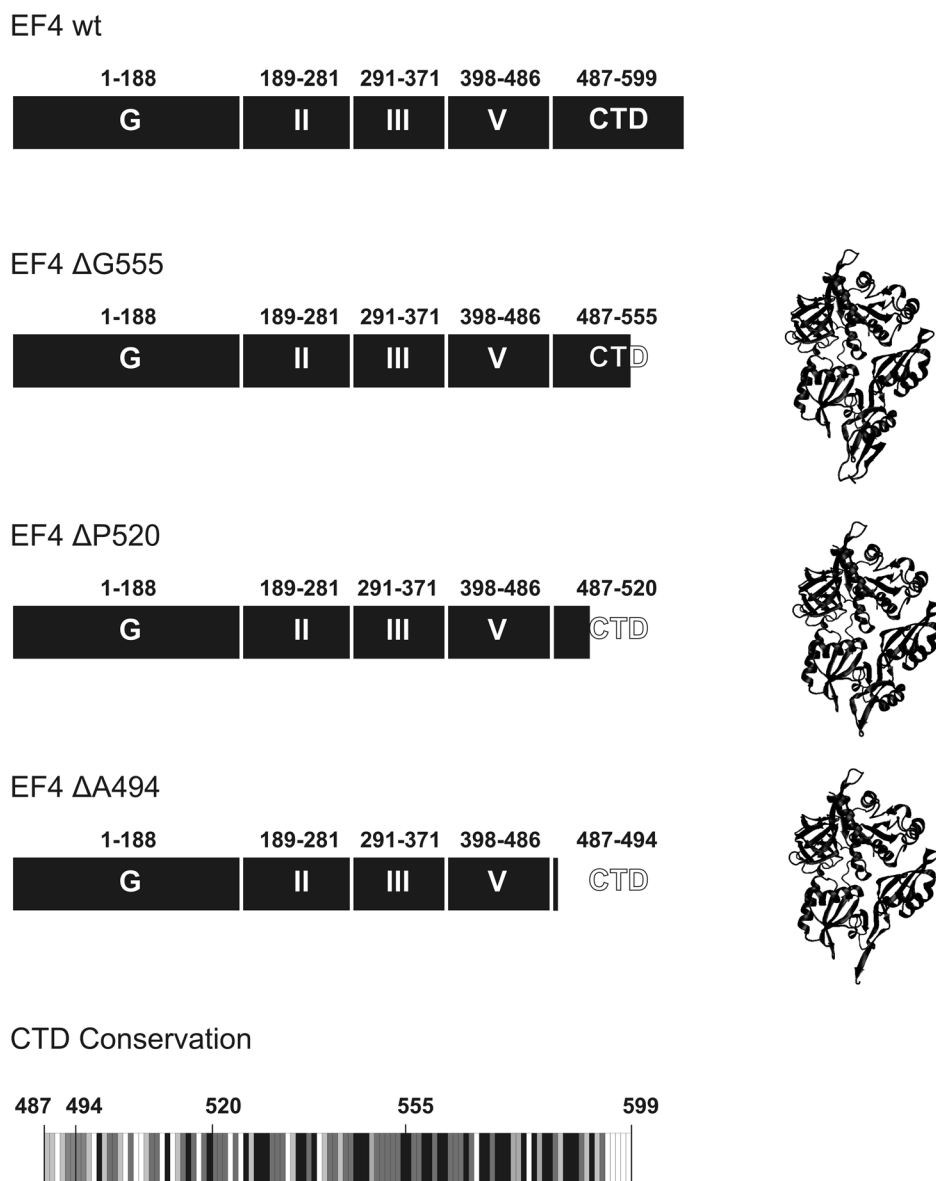 EF4 wt
1-188 189-281 291-371 398-486 487-599
G II III V CTD
EF4 ΔG555
1-188 189-281 291-371 398-486 487-555
G II III V CTD
EF4 ΔP520
1-188 189-281 291-371 398-486 487-520
G II III V CTD
EF4 ΔA494
1-188 189-281 291-371 398-486 487-494
G II III V CTD
CTD Conservation
487 494 520 555 599